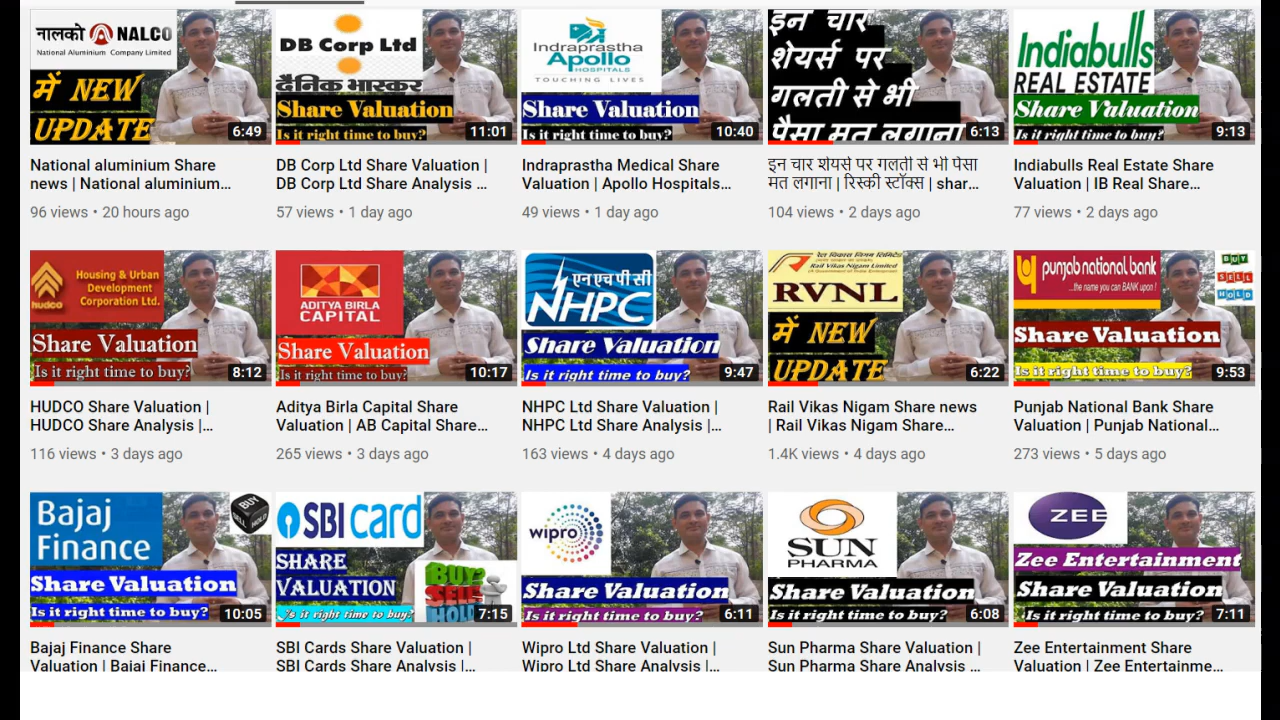 नालको NALCO
National Aluminium Company Limited
में NEW
UPDATE
6:49
National aluminium Share
news | National aluminium...
96 views • 20 hours ago
DB Corp Ltd
दैनिक भास्कर
Share Valuation
Is it right time to buy?
11:01
DB Corp Ltd Share Valuation |
DB Corp Ltd Share Analysis ...
57 views • 1 day ago
Indraprastha
Apollo
HOSPITALS
TOUCHING LIVES
Share Valuation
Is it right time to buy?
10:40
Indraprastha Medical Share
Valuation | Apollo Hospitals...
49 views • 1 day ago
इन चार
शेयर्स पर
गलती से भी
पैसा मत लगाना
6:13
इन चार शेयर्स पर गलती से भी पैसा
मत लगाना | रिस्की स्टॉक्स | shar...
104 views • 2 days ago
Indiabulls
REAL ESTATE
Share Valuation
Is it right time to buy?
9:13
Indiabulls Real Estate Share
Valuation | IB Real Share...
77 views • 2 days ago
hudco
Housing & Urban
Development
Corporation Ltd.
Share Valuation
Is it right time to buy?
8:12
HUDCO Share Valuation |
HUDCO Share Analysis |...
116 views • 3 days ago
ADITYA BIRLA
CAPITAL
Share Valuation
Is it right time to buy?
10:17
Aditya Birla Capital Share
Valuation | AB Capital Share...
265 views • 3 days ago
एन एच पी सी
NHPC
Share Valuation
Is it right time to buy?
9:47
NHPC Ltd Share Valuation |
NHPC Ltd Share Analysis |...
163 views • 4 days ago
रेल विकास निगम लिमिटेड
Rail Vikas Nigam Limited
RVNL
में NEW
UPDATE
6:22
Rail Vikas Nigam Share news
| Rail Vikas Nigam Share...
1.4K views • 4 days ago
punjab national bank
...the name you can BANK upon !
BUY
SELL
HOLD
Share Valuation
Is it right time to buy?
9:53
Punjab National Bank Share
Valuation | Punjab National...
273 views • 5 days ago
Bajaj
Finance
BUY
SELL
HOLD
Share Valuation
Is it right time to buy?
10:05
Bajaj Finance Share
Valuation | Bajaj Finance...
SBI card
SHARE
VALUATION
Is it right time to buy?
BUY?
SELL
HOLD
7:15
SBI Cards Share Valuation |
SBI Cards Share Analysis |...
wipro
Share Valuation
Is it right time to buy?
6:11
Wipro Ltd Share Valuation |
Wipro Ltd Share Analysis |...
SUN
PHARMA
Share Valuation
Is it right time to buy?
6:08
Sun Pharma Share Valuation |
Sun Pharma Share Analysis ...
ZEE
Zee Entertainment
Share Valuation
Is it right time to buy?
7:11
Zee Entertainment Share
Valuation | Zee Entertainme...